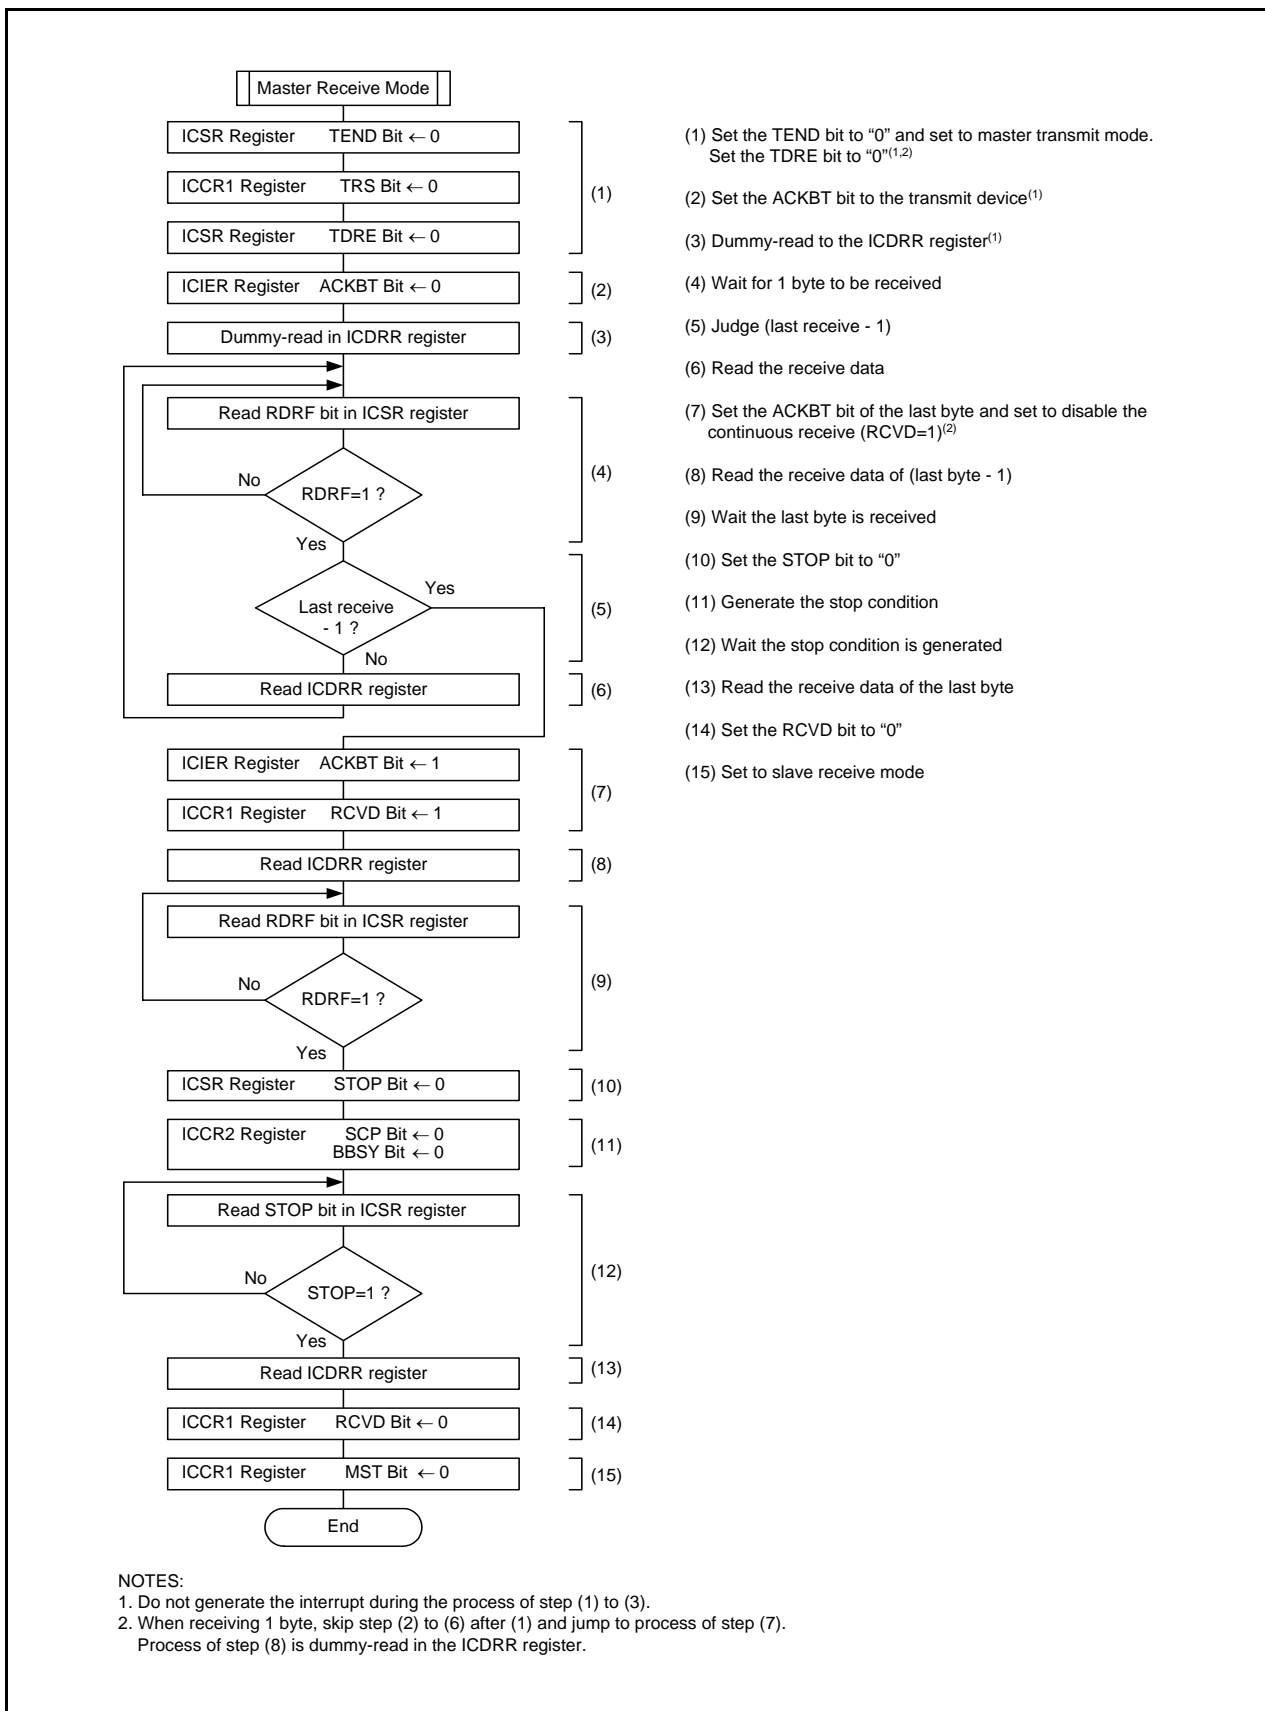 Master Receive Mode
ICSR Register TEND Bit ← 0
ICCR1 Register TRS Bit ← 0
ICSR Register TDRE Bit ← 0
(1)
ICIER Register ACKBT Bit ← 0
(2)
Dummy-read in ICDRR register
(3)
Read RDRF bit in ICSR register
No
RDRF=1 ?
(4)
Yes
Yes
Last receive
- 1 ?
(5)
No
Read ICDRR register
(6)
ICIER Register ACKBT Bit ← 1
ICCR1 Register RCVD Bit ← 1
(7)
Read ICDRR register
(8)
Read RDRF bit in ICSR register
No
RDRF=1 ?
(9)
Yes
ICSR Register STOP Bit ← 0
(10)
ICCR2 Register SCP Bit ← 0
BBSY Bit ← 0
(11)
Read STOP bit in ICSR register
No
STOP=1 ?
(12)
Yes
Read ICDRR register
(13)
ICCR1 Register RCVD Bit ← 0
(14)
ICCR1 Register MST Bit ← 0
(15)
End
(1) Set the TEND bit to “0” and set to master transmit mode.
Set the TDRE bit to “0”(1,2)
(2) Set the ACKBT bit to the transmit device(1)
(3) Dummy-read to the ICDRR register(1)
(4) Wait for 1 byte to be received
(5) Judge (last receive - 1)
(6) Read the receive data
(7) Set the ACKBT bit of the last byte and set to disable the
continuous receive (RCVD=1)(2)
(8) Read the receive data of (last byte - 1)
(9) Wait the last byte is received
(10) Set the STOP bit to “0”
(11) Generate the stop condition
(12) Wait the stop condition is generated
(13) Read the receive data of the last byte
(14) Set the RCVD bit to “0”
(15) Set to slave receive mode
NOTES:
1. Do not generate the interrupt during the process of step (1) to (3).
2. When receiving 1 byte, skip step (2) to (6) after (1) and jump to process of step (7).
Process of step (8) is dummy-read in the ICDRR register.